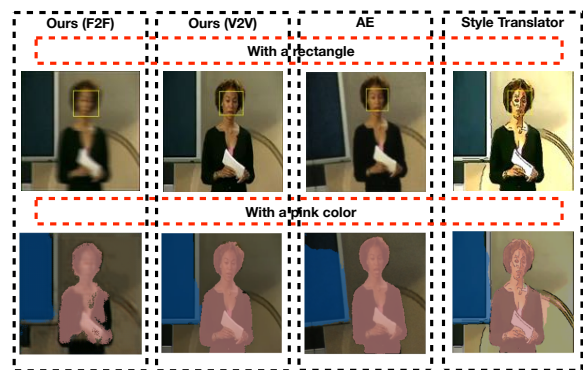 Ours (F2F) Ours (V2V) AE Style Translator
With a rectangle
With a pink color